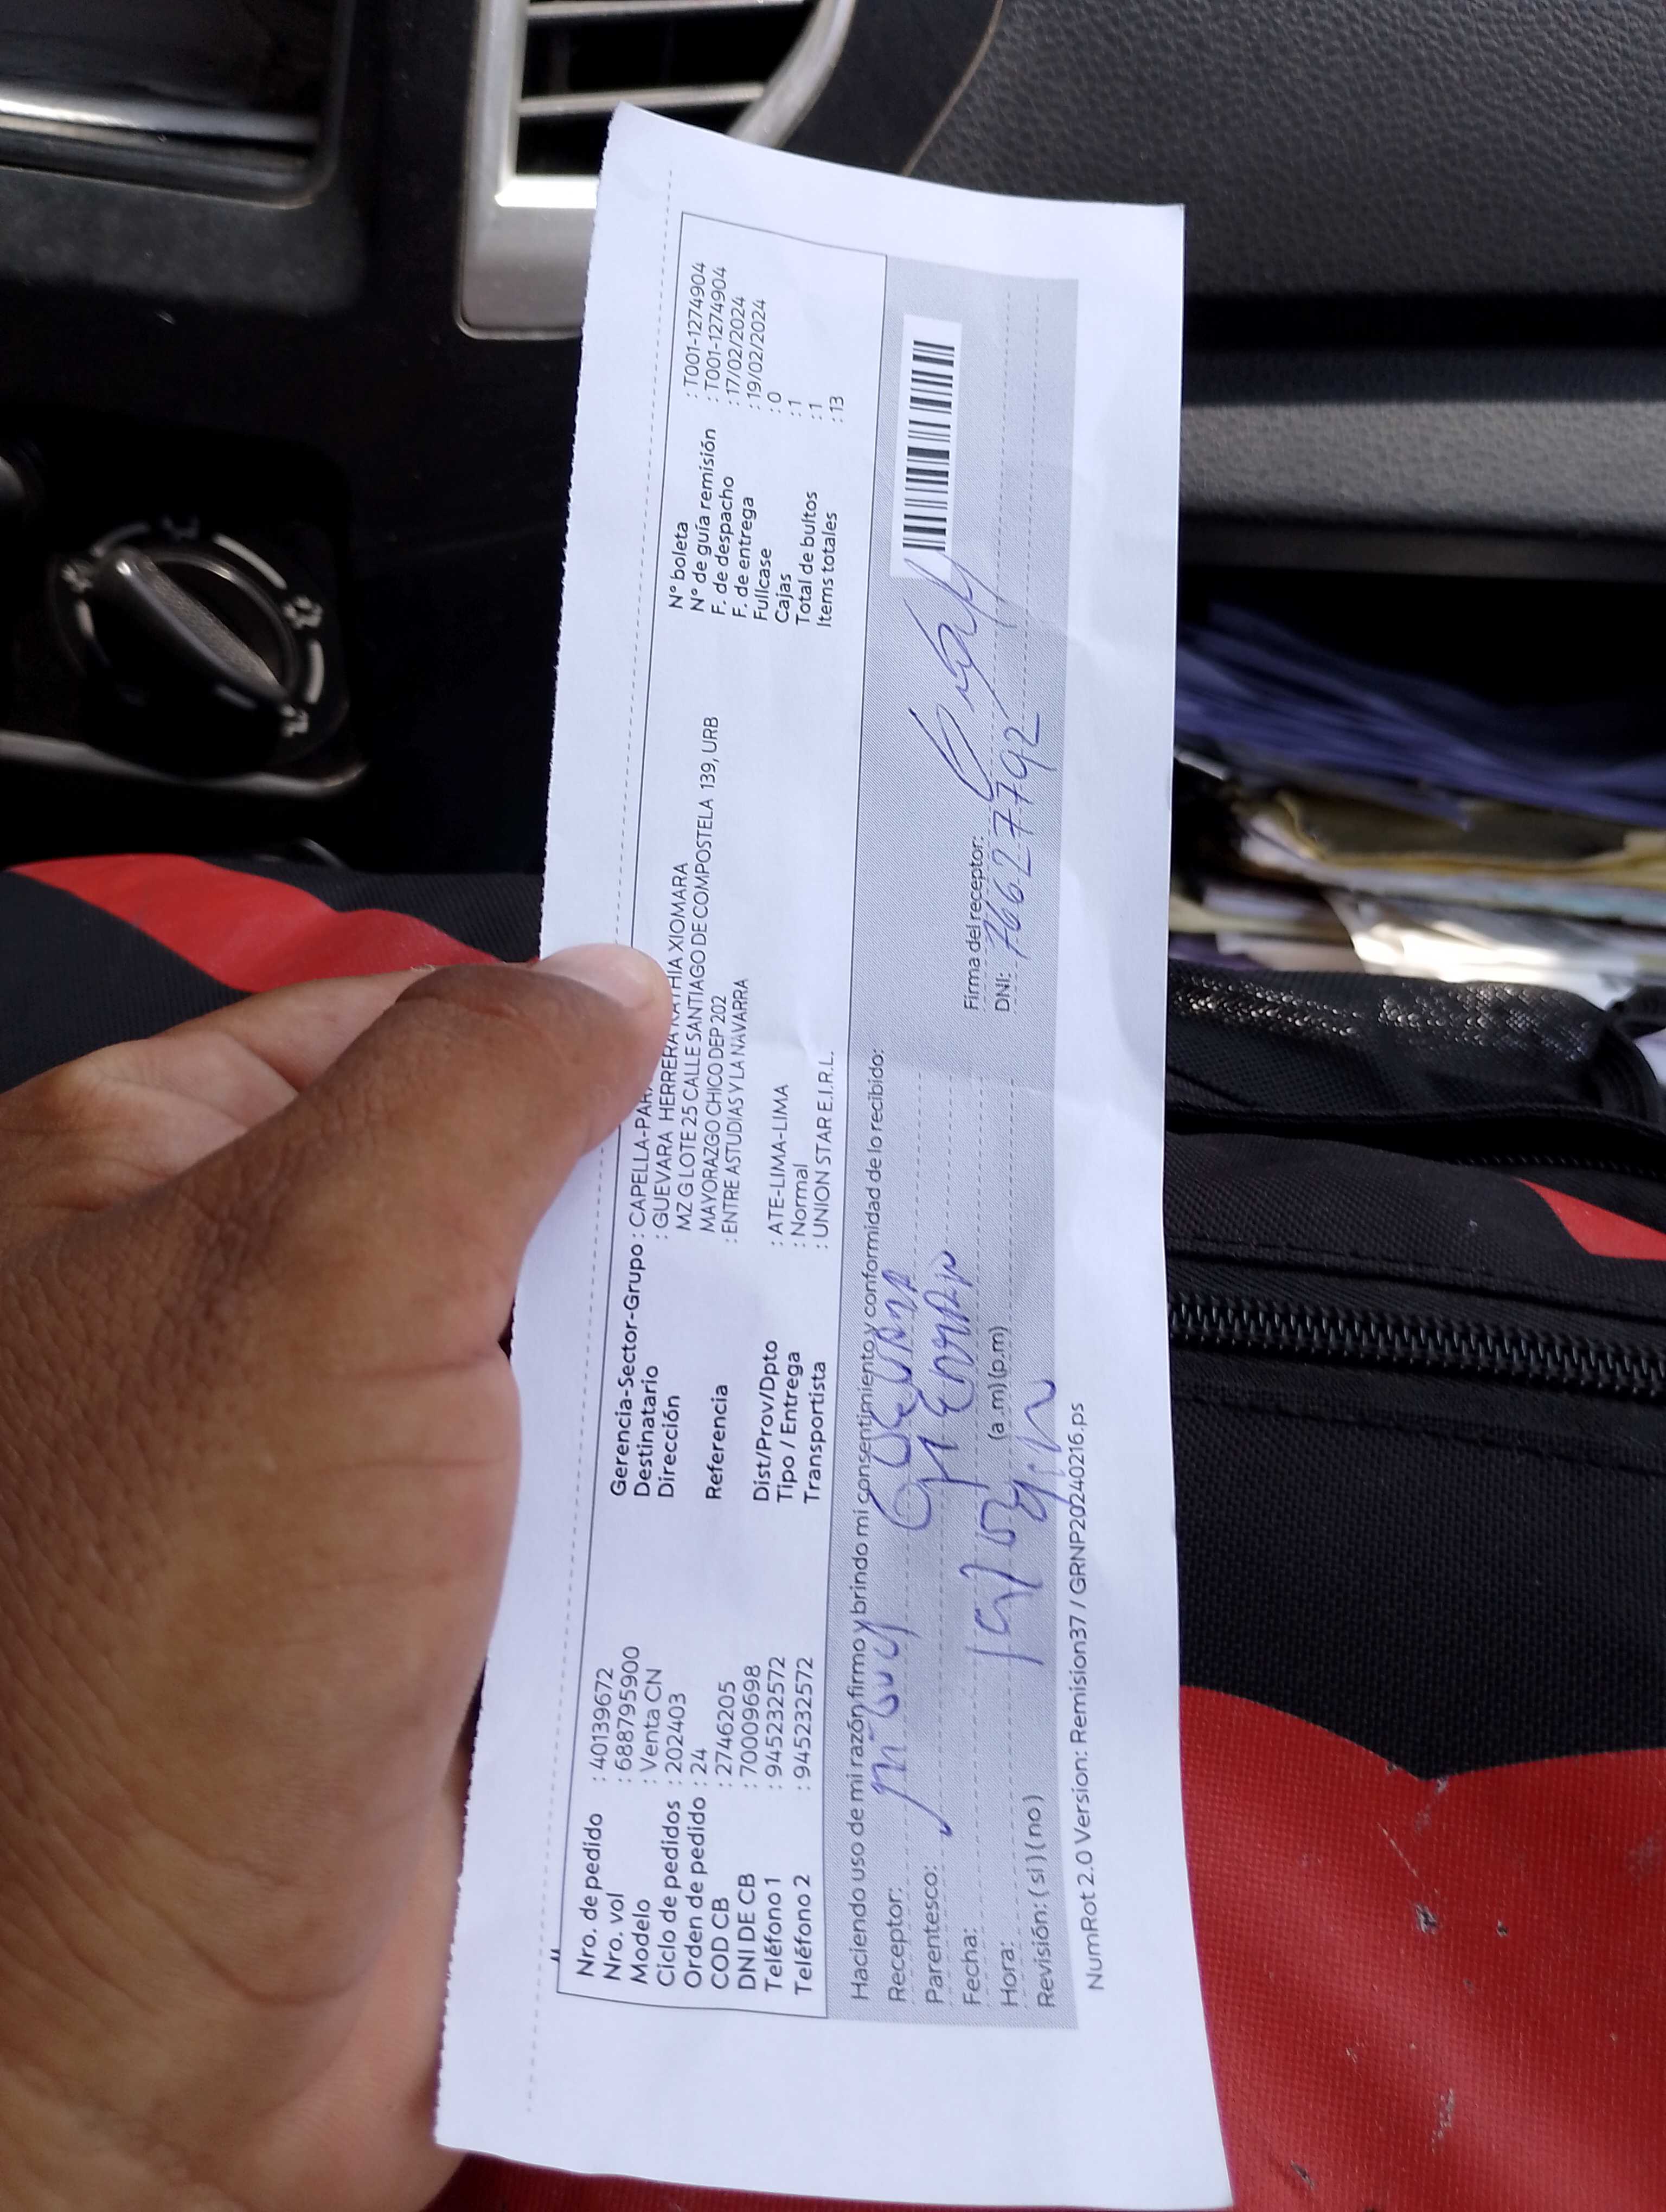 Nro. de pedido : 40139672
Nro. vol : 688795900
Modelo : Venta CN
Ciclo de pedidos : 202403
Orden de pedido : 24
COD CB : 2746205
DNI DE CB : 70009698
Teléfono 1 : 945232572
Teléfono 2 : 945232572
Gerencia-Sector-Grupo : CAPELLA-PAR
Destinatario : GUEVARA HERRERA KATHIA XIOMARA
Dirección MZ G LOTE 25 CALLE SANTIAGO DE COMPOSTELA 139, URB
MAYORAZGO CHICO DEP 202
Referencia : ENTRE ASTUDIAS Y LA NAVARRA
Dist/Prov/Dpto : ATE-LIMA-LIMA
Tipo / Entrega : Normal
Transportista : UNION STAR E.I.R.L.
N° boleta : T001-1274904
N° de guía remisión : T001-1274904
F. de despacho : 17/02/2024
F. de entrega : 19/02/2024
Fullcase : 0
Cajas : 1
Total de bultos : 1
Items totales : 13
Haciendo uso de mi razón firmo y brindo mi consentimiento y conformidad de lo recibido:
Receptor:
Parentesco:
Fecha:
Hora: (a .m) (p.m)
Revisión: ( si ) ( no )
Firma del receptor:
DNI: 76627792
NumRot 2.0 Version: Remision37 / GRNP20240216.ps